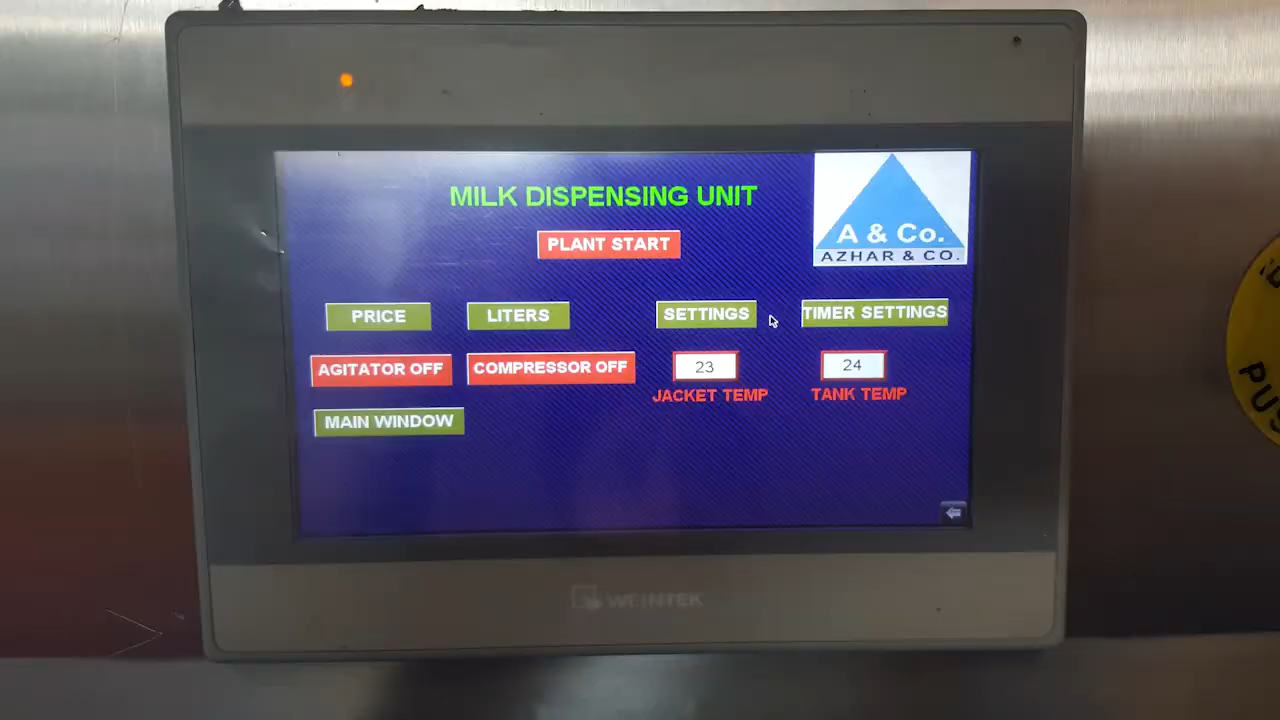 MILK DISPENSING UNIT
PLANT START
A & Co.
AZHAR & CO.
PRICE
LITERS
SETTINGS
TIMER SETTINGS
AGITATOR OFF
COMPRESSOR OFF
23
24
JACKET TEMP
TANK TEMP
MAIN WINDOW
WEINTEK